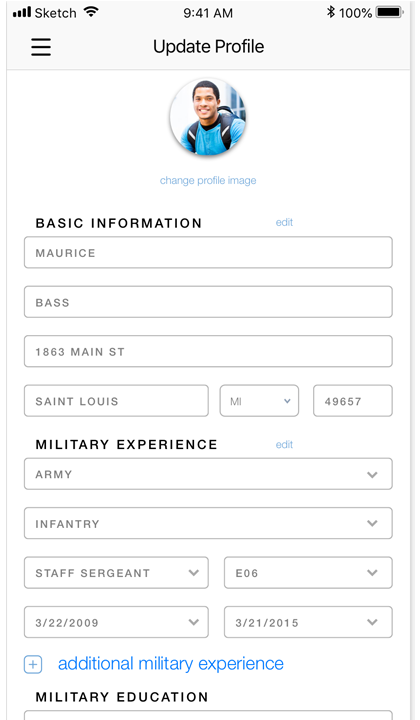 Sketch 9:41 AM 100%
Update Profile
change profile image
BASIC INFORMATION edit
MAURICE
BASS
1863 MAIN ST
SAINT LOUIS MI 49657
MILITARY EXPERIENCE edit
ARMY
INFANTRY
STAFF SERGEANT E06
3/22/2009 3/21/2015
additional military experience
MILITARY EDUCATION